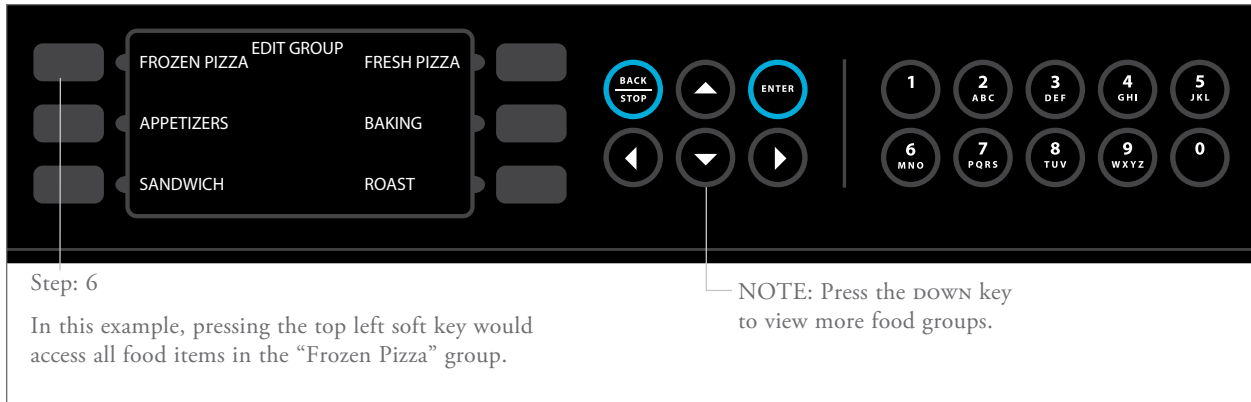 EDIT GROUP
FROZEN PIZZA FRESH PIZZA
APPETIZERS BAKING
SANDWICH ROAST
BACK
STOP
ENTER
1
2
ABC
3
DEF
4
GHI
5
JKL
6
MNO
7
PQRS
8
TUV
9
WXYZ
0
Step: 6
In this example, pressing the top left soft key would
access all food items in the “Frozen Pizza” group.
NOTE: Press the DOWN key
to view more food groups.